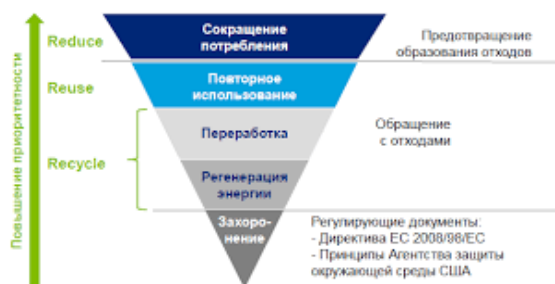 Повышение приоритетности
Reduce
Сокращение
потребления
Предотвращение
образования отходов
Reuse
Повторное
использование
Recycle
Переработка
Обращение
с отходами
Регенерация
энергии
Захоро-
нение
Регулирующие документы:
- Директива ЕС 2008/98/ЕС
- Принципы Агентства защиты
окружающей среды США